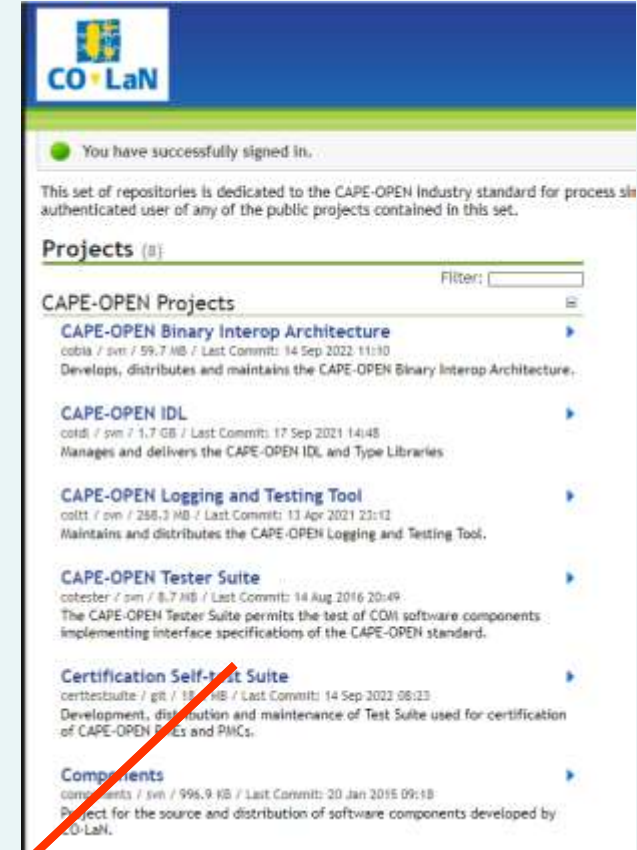 CO LaN
You have successfully signed in.
This set of repositories is dedicated to the CAPE-OPEN industry standard for process
authenticated user of any of the public projects contained in this set.
Projects (8)
Filter:
CAPE-OPEN Projects
CAPE-OPEN Binary Interop Architecture
cobia / svn / 59.7 MB / Last Commit: 14 Sep 2022 11:10
Develops, distributes and maintains the CAPE-OPEN Binary Interop Architecture.
CAPE-OPEN IDL
coidl / svn / 1.7 GB / Last Commit: 17 Sep 2021 14:48
Manages and delivers the CAPE-OPEN IDL and Type Libraries
CAPE-OPEN Logging and Testing Tool
coltt / svn / 268.3 MB / Last Commit: 13 Apr 2021 23:12
Maintains and distributes the CAPE-OPEN Logging and Testing Tool.
CAPE-OPEN Tester Suite
cotester / svn / 8.7 MB / Last Commit: 14 Aug 2016 20:49
The CAPE-OPEN Tester Suite permits the test of COM software components
implementing interface specifications of the CAPE-OPEN standard.
Certification Self-test Suite
certtestsuite / git / MB / Last Commit: 14 Sep 2022 08:23
Development, distribution and maintenance of Test Suite used for certification
of CAPE-OPEN PMEs and PMCs.
Components
components / svn / 996.9 KB / Last Commit: 20 Jan 2015 09:18
Project for the source and distribution of software components developed by
CO-LaN.